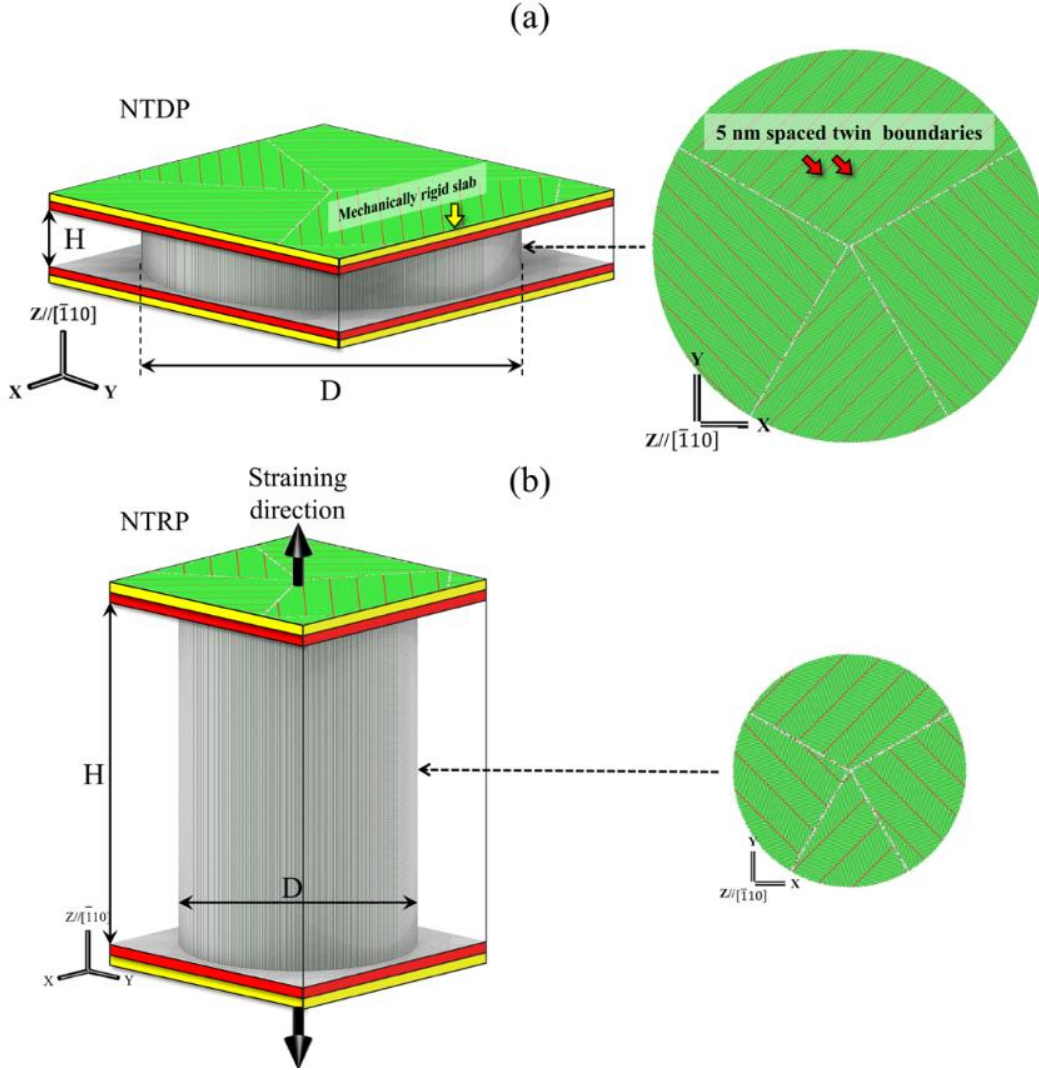 (a)
NTDP
5 nm spaced twin boundaries
Mechanically rigid slab
H
Z//[1̄10]
X
Y
D
Y
X
Z//[1̄10]
(b)
Straining
direction
NTRP
H
D
Z//[1̄10]
X
Y
Y
X
Z//[1̄10]